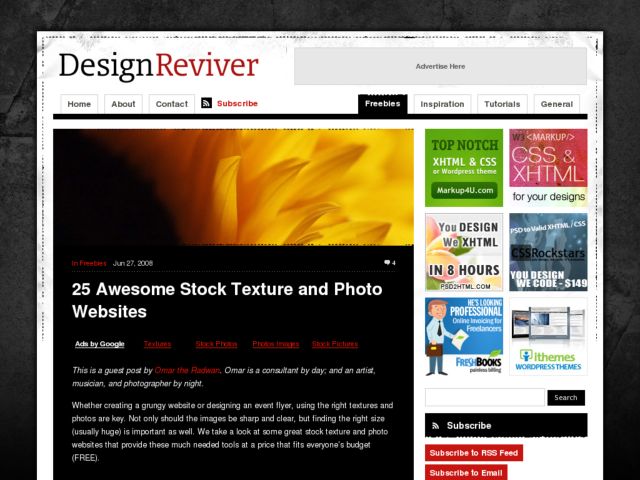 DesignReviver
Advertise Here
Home
About
Contact
Subscribe
Freebies
Inspiration
Tutorials
General
TOP NOTCH
XHTML & CSS
or Wordpress theme
Markup4U.com
W3 <MARKUP/>
CSS &
XHTML
for your designs
You DESIGN
We XHTML
IN 8 HOURS
PSD2HTML.COM
PSD to Valid XHTML / CSS
CSSRockstars
YOU DESIGN
WE CODE - $149
HE'S LOOKING
PROFESSIONAL
Online Invoicing for
Freelancers
FRESHBOOKS
painless billing
ithemes
WORDPRESS THEMES
In Freebies Jun 27, 2008
4
25 Awesome Stock Texture and Photo
Websites
Ads by Google Textures Stock Photos Photos Images Stock Pictures
This is a guest post by Omar the Radwan. Omar is a consultant by day; and an artist,
musician, and photographer by night.
Whether creating a grungy website or designing an event flyer, using the right textures and
photos are key. Not only should the images be sharp and clear, but finding the right size
(usually huge) is important as well. We take a look at some great stock texture and photo
websites that provide these much needed tools at a price that fits everyone's budget
(FREE).
Search
Subscribe
Subscribe to RSS Feed
Subscribe to Email